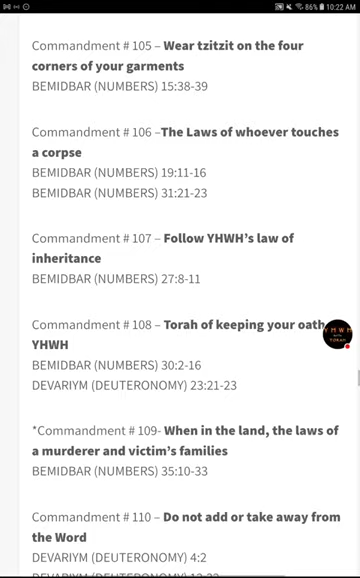 86% 10:22 AM
Commandment # 105 – Wear tzitzit on the four
corners of your garments
BEMIDBAR (NUMBERS) 15:38-39
Commandment # 106 –The Laws of whoever touches
a corpse
BEMIDBAR (NUMBERS) 19:11-16
BEMIDBAR (NUMBERS) 31:21-23
Commandment # 107 – Follow YHWH's law of
inheritance
BEMIDBAR (NUMBERS) 27:8-11
Commandment # 108 – Torah of keeping your oath
YHWH
BEMIDBAR (NUMBERS) 30:2-16
DEVARIYM (DEUTERONOMY) 23:21-23
*Commandment # 109- When in the land, the laws of
a murderer and victim's families
BEMIDBAR (NUMBERS) 35:10-33
Commandment # 110 – Do not add or take away from
the Word
DEVARIYM (DEUTERONOMY) 4:2
DEVARIYM (DEUTERONOMY)